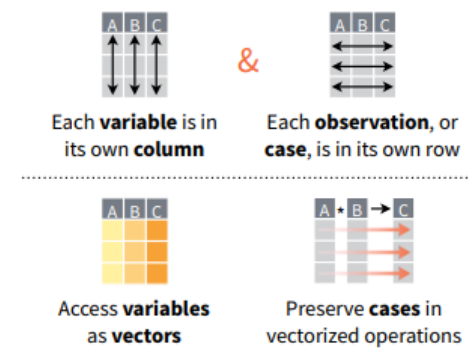 A B C
&
A B C
Each variable is in
its own column
Each observation, or
case, is in its own row
A B C
A * B → C
Access variables
as vectors
Preserve cases in
vectorized operations